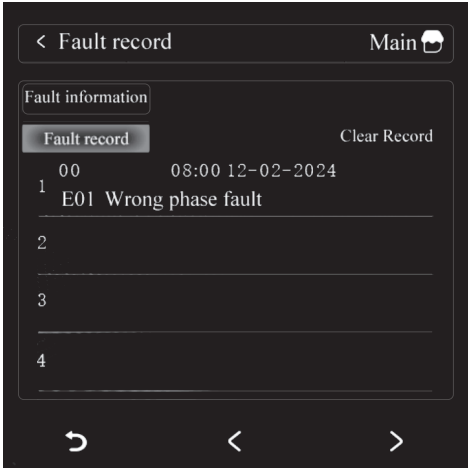 < Fault record Main
Fault information
Fault record Clear Record
00 08:00 12-02-2024
1
E01 Wrong phase fault
2
3
4